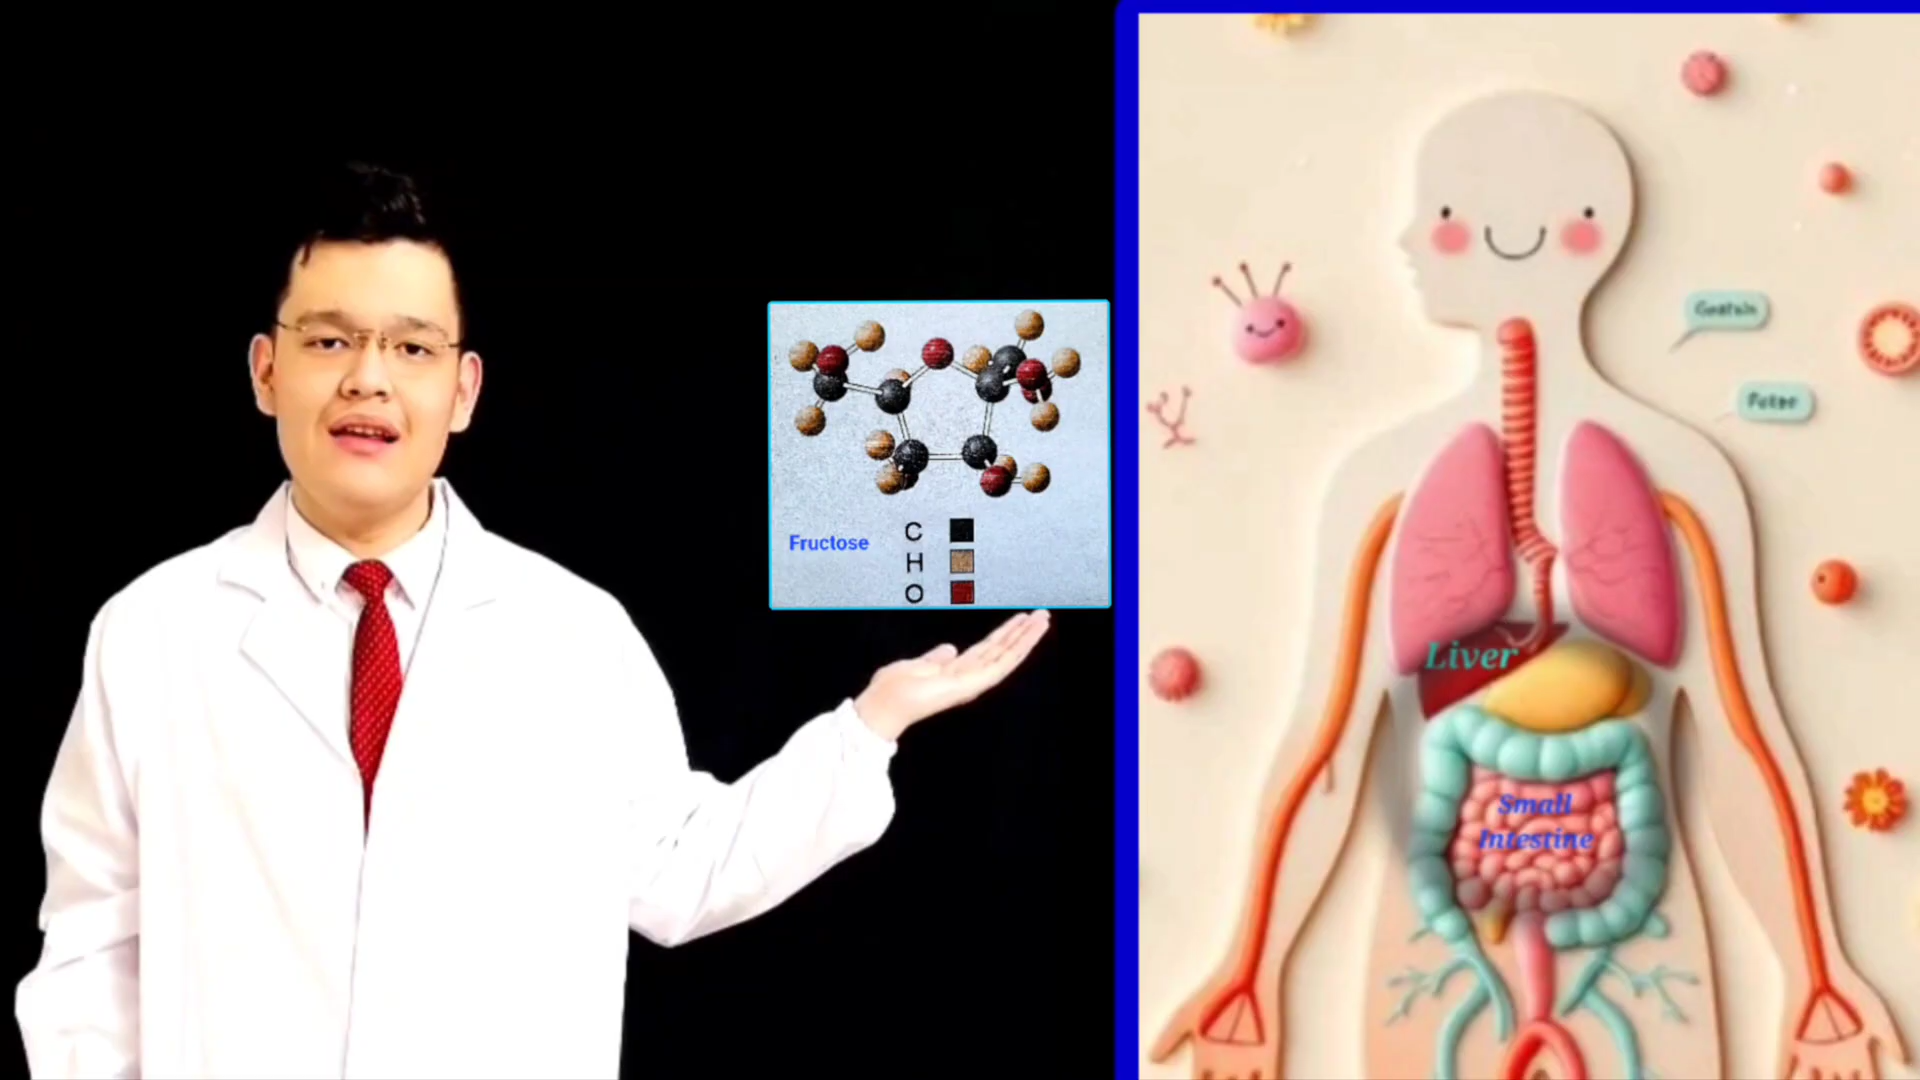 Fructose
C
H
O
Liver
Small
Intestine